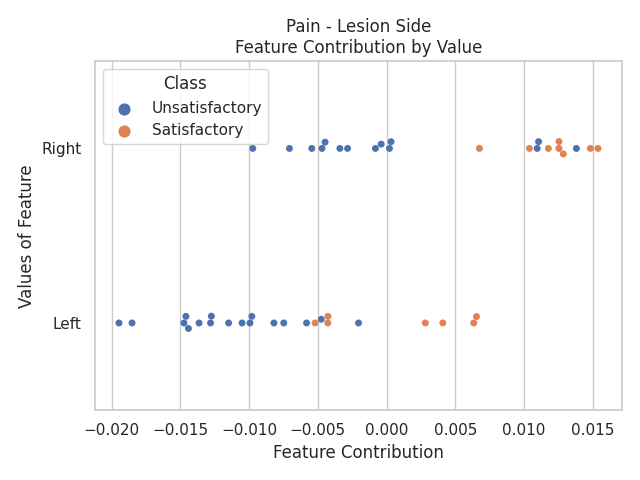 Pain - Lesion Side
Feature Contribution by Value
Class
Unsatisfactory
Satisfactory
Values of Feature
Right
Left
−0.020 −0.015 −0.010 −0.005 0.000 0.005 0.010 0.015
Feature Contribution